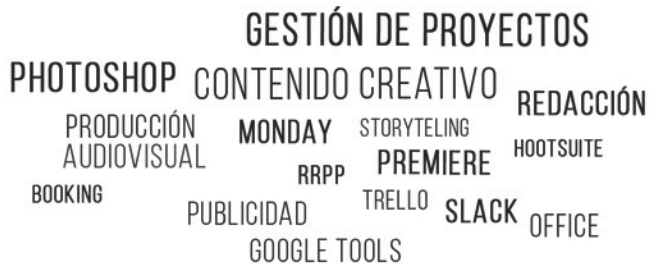 GESTIÓN DE PROYECTOS
PHOTOSHOP CONTENIDO CREATIVO
REDACCIÓN
PRODUCCIÓN
AUDIOVISUAL
MONDAY
STORYTELING
HOOTSUITE
RRPP
PREMIERE
BOOKING
PUBLICIDAD
TRELLO
SLACK
OFFICE
GOOGLE TOOLS